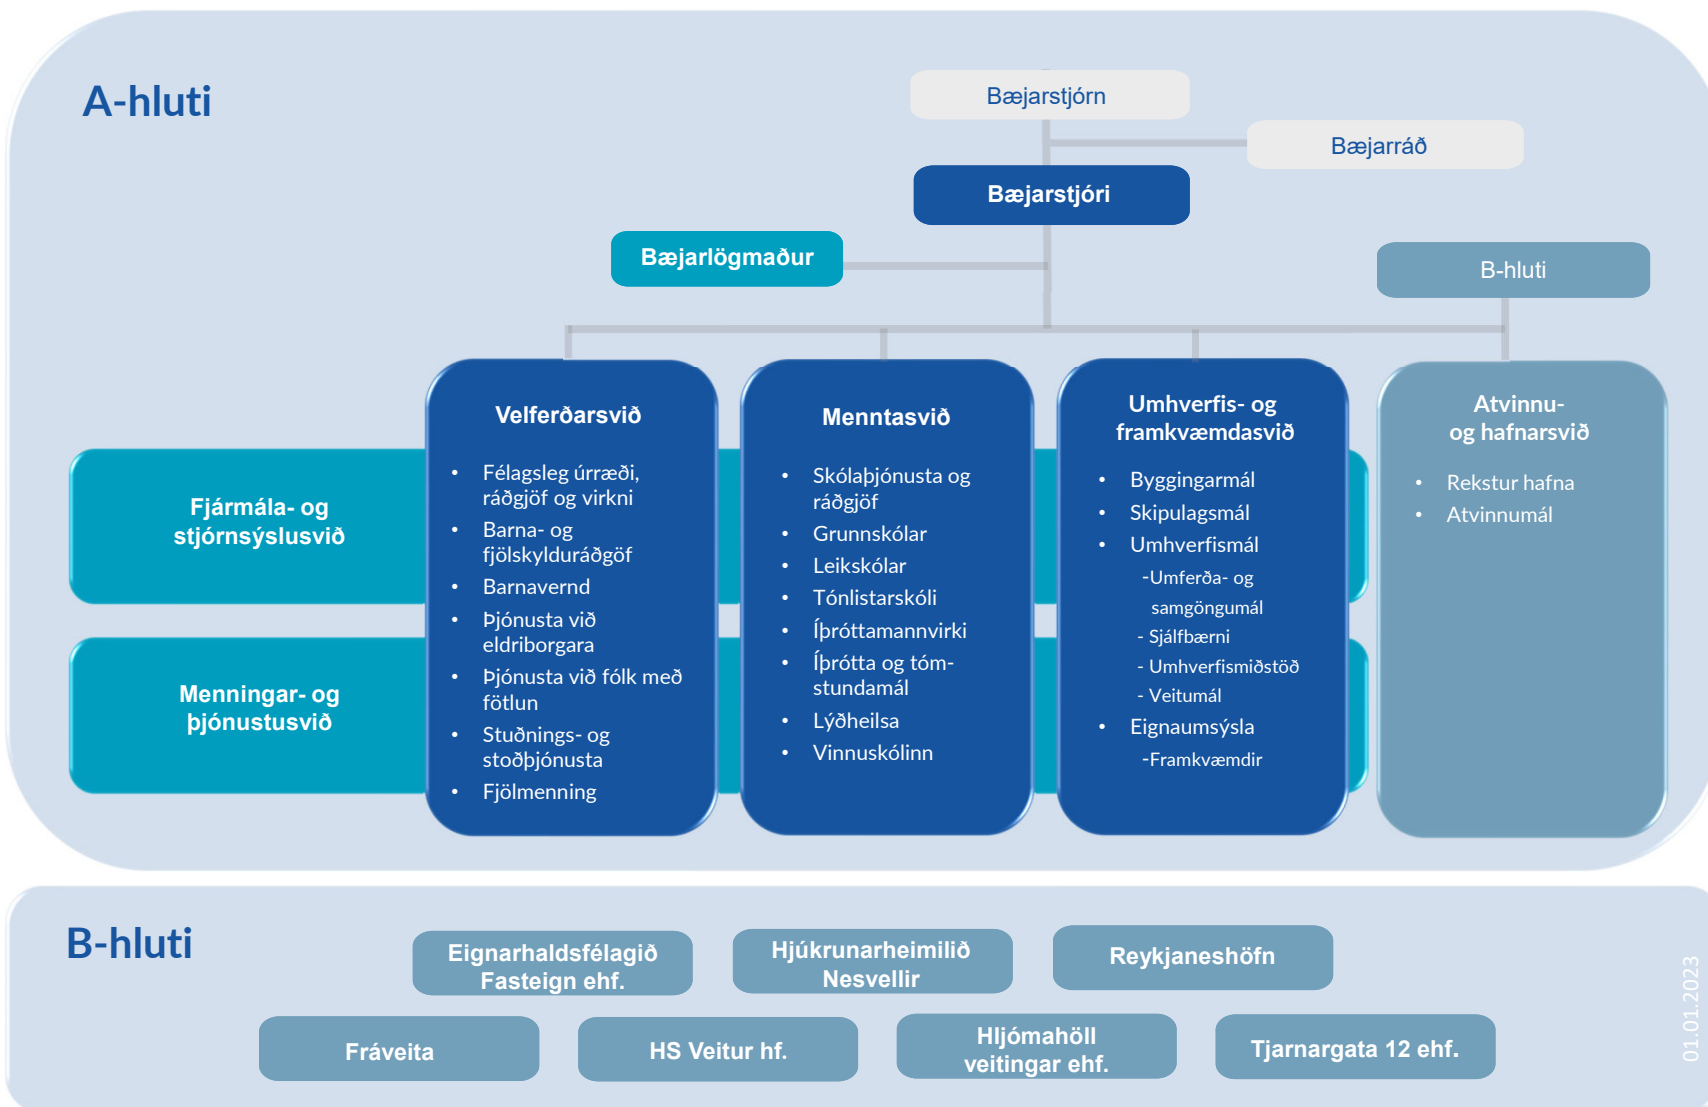 A-hluti
Bæjarstjórn
Bæjarráð
Bæjarstjóri
Bæjarlögmaður
B-hluti
Fjármála- og
stjórnsýslusvið
Menningar- og
þjónustusvið
Velferðarsvið
• Félagsleg úrræði,
ráðgjöf og virkni
• Barna- og
fjölskylduráðgöf
• Barnavernd
• Þjónusta við
eldriborgara
• Þjónusta við fólk með
fötlun
• Stuðnings- og
stoðþjónusta
• Fjölmenning
Menntasvið
• Skólaþjónusta og
ráðgjöf
• Grunnskólar
• Leikskólar
• Tónlistarskóli
• Íþróttamannvirki
• Íþrótta og tóm-
stundamál
• Lýðheilsa
• Vinnuskólinn
Umhverfis- og
framkvæmdasvið
• Byggingarmál
• Skipulagsmál
• Umhverfismál
-Umferða- og
samgöngumál
- Sjálfbærni
- Umhverfismiðstöð
- Veitumál
• Eignaumsýsla
-Framkvæmdir
Atvinnu-
og hafnarsvið
• Rekstur hafna
• Atvinnumál
B-hluti
Eignarhaldsfélagið
Fasteign ehf.
Hjúkrunarheimilið
Nesvellir
Reykjaneshöfn
Fráveita
HS Veitur hf.
Hljómahöll
veitingar ehf.
Tjarnargata 12 ehf.
01.01.2023